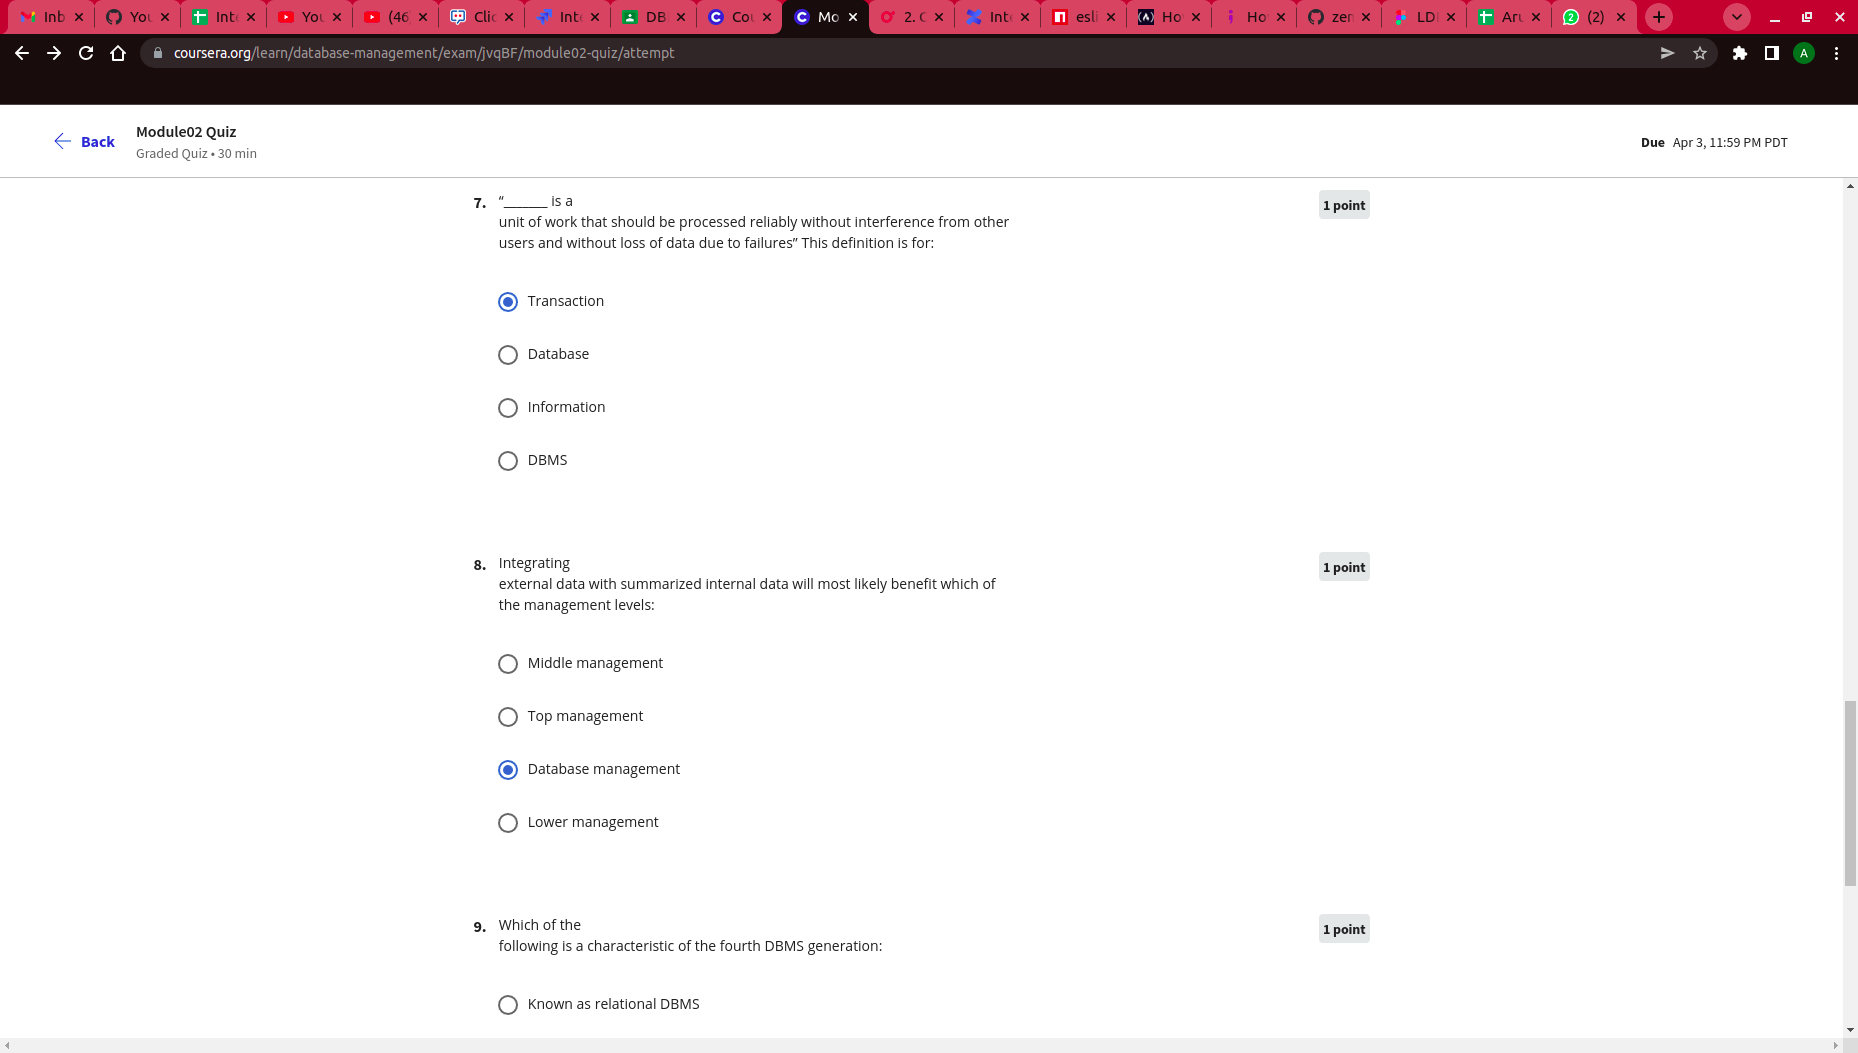 Inb
You
Inte
You
(46
Clic
Inte
DB
Cou
Mo
2. C
Inte
esli
Ho
Ho
zen
LD
Aru
(2)
coursera.org/learn/database-management/exam/jvqBF/module02-quiz/attempt
A
Back
Module02 Quiz
Graded Quiz • 30 min
Due Apr 3, 11:59 PM PDT
7. “_______ is a
unit of work that should be processed reliably without interference from other
users and without loss of data due to failures” This definition is for:
1 point
Transaction
Database
Information
DBMS
8. Integrating
external data with summarized internal data will most likely benefit which of
the management levels:
1 point
Middle management
Top management
Database management
Lower management
9. Which of the
following is a characteristic of the fourth DBMS generation:
1 point
Known as relational DBMS